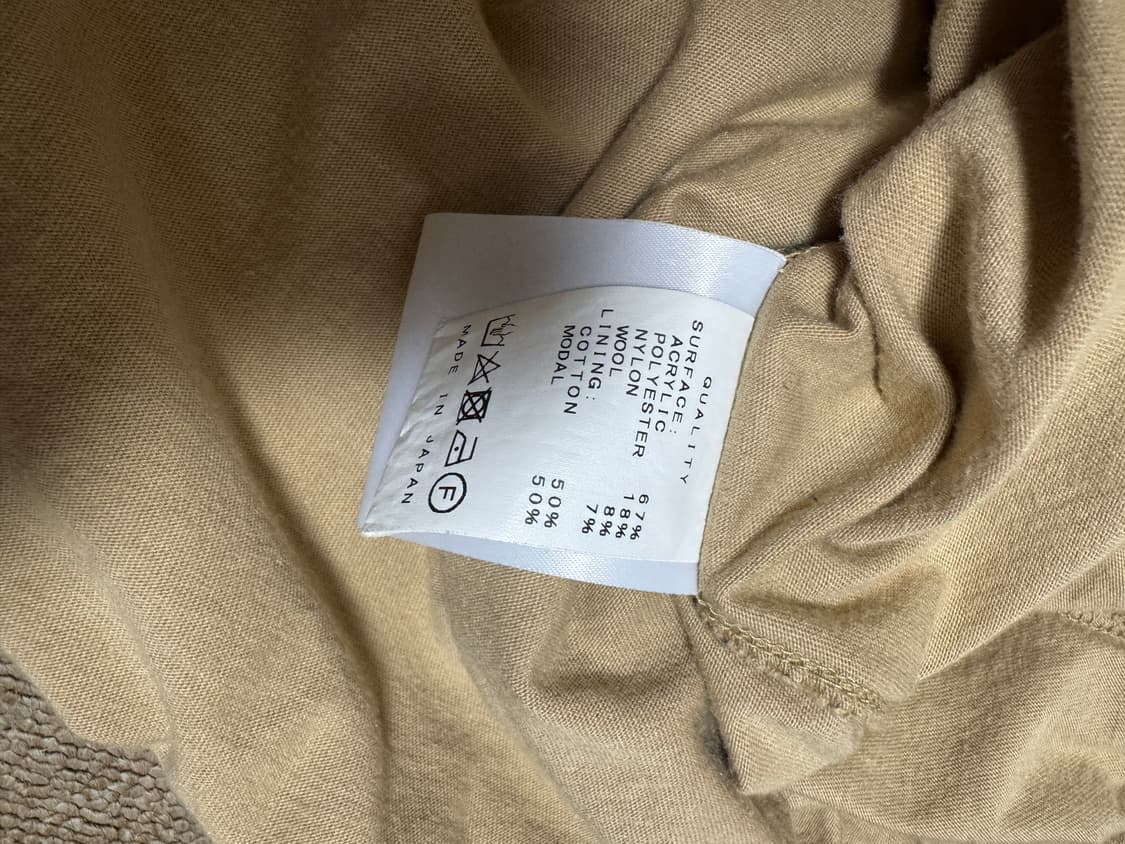 QUALITY
SURFACE:
ACRYLIC 67%
POLYESTER 18%
NYLON 8%
WOOL 7%
LINING:
COTTON 50%
MODAL 50%
F
MADE IN JAPAN